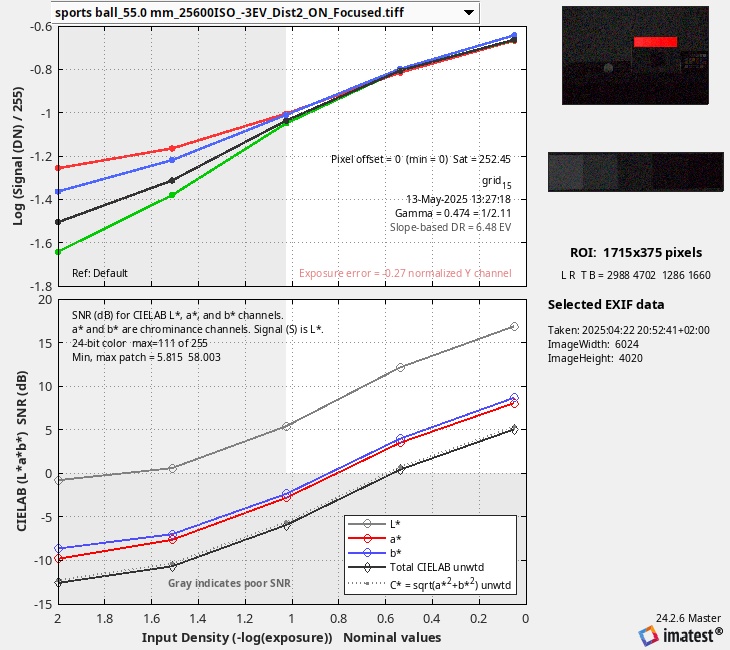 sports ball_55.0 mm_25600ISO_-3EV_Dist2_ON_Focused.tiff
-0.6
-0.8
-1
-1.2
-1.4
-1.6
-1.8
Log (Signal (DN) / 255)
Pixel offset = 0 (min = 0) Sat = 252.45
grid15
13-May-2025 13:27:18
Gamma = 0.474 = 1/2.11
Slope-based DR = 6.48 EV
Ref: Default
Exposure error = -0.27 normalized Y channel
ROI: 1715x375 pixels
L R T B = 2988 4702 1286 1660
Selected EXIF data
Taken: 2025:04:22 20:52:41+02:00
ImageWidth: 6024
ImageHeight: 4020
20
15
10
5
0
-5
-10
-15
CIELAB (L*a*b*) SNR (dB)
SNR (dB) for CIELAB L*, a*, and b* channels.
a* and b* are chrominance channels. Signal (S) is L*.
24-bit color max=111 of 255
Min, max patch = 5.815 58.003
Gray indicates poor SNR
L*
a*
b*
Total CIELAB unwtd
C* = sqrt(a*2+b*2) unwtd
2 1.8 1.6 1.4 1.2 1 0.8 0.6 0.4 0.2 0
Input Density (-log(exposure)) Nominal values
24.2.6 Master
imatest®